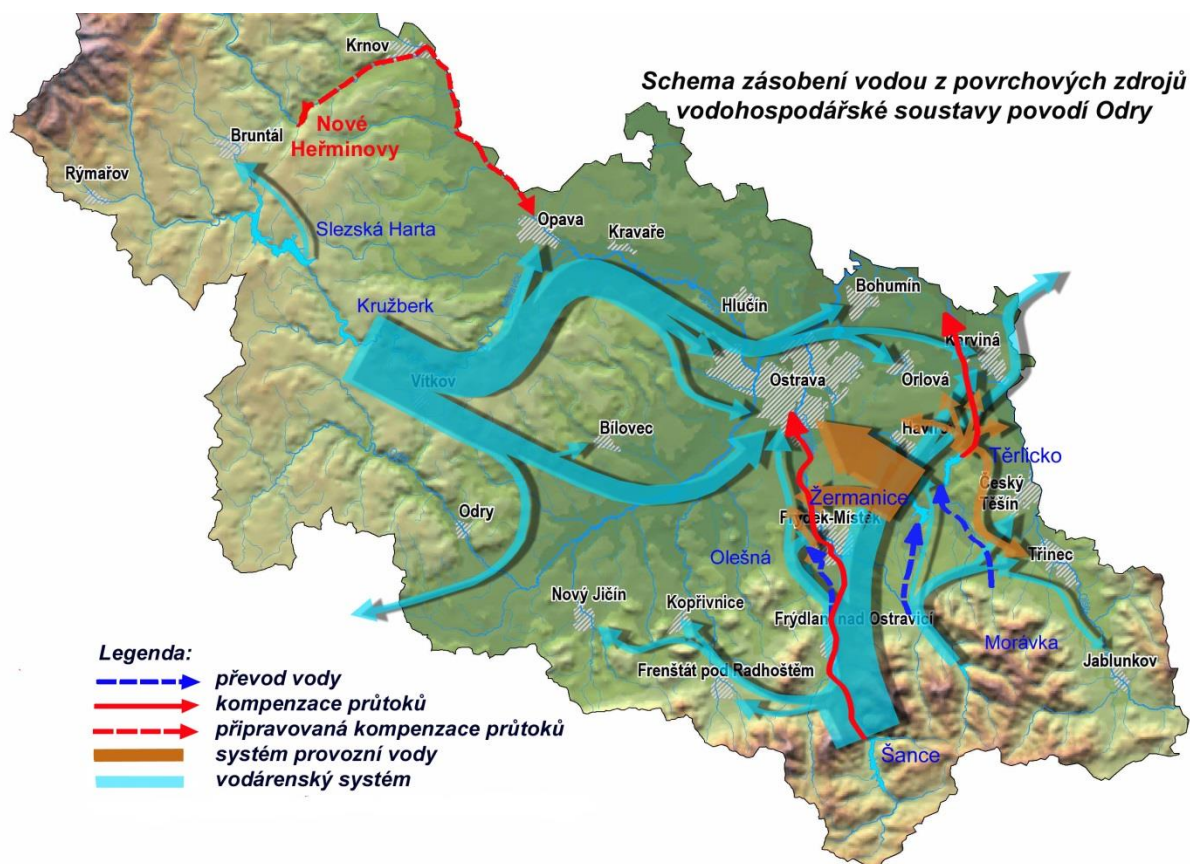 Schema zásobení vodou z povrchových zdrojů
vodohospodářské soustavy povodí Odry
Krnov
Nové
Heřminovy
Bruntál
Rýmařov
Slezská Harta
Opava
Kravaře
Kružberk
Hlučín
Bohumín
Karviná
Vítkov
Ostrava
Orlová
Bílovec
Těrlicko
Český
Těšín
Žermanice
Frýdek-Místek
Odry
Olešná
Třinec
Nový Jičín
Kopřivnice
Frýdlant nad Ostravicí
Morávka
Jablunkov
Frenštát pod Radhoštěm
Šance
Legenda:
převod vody
kompenzace průtoků
připravovaná kompenzace průtoků
systém provozní vody
vodárenský systém